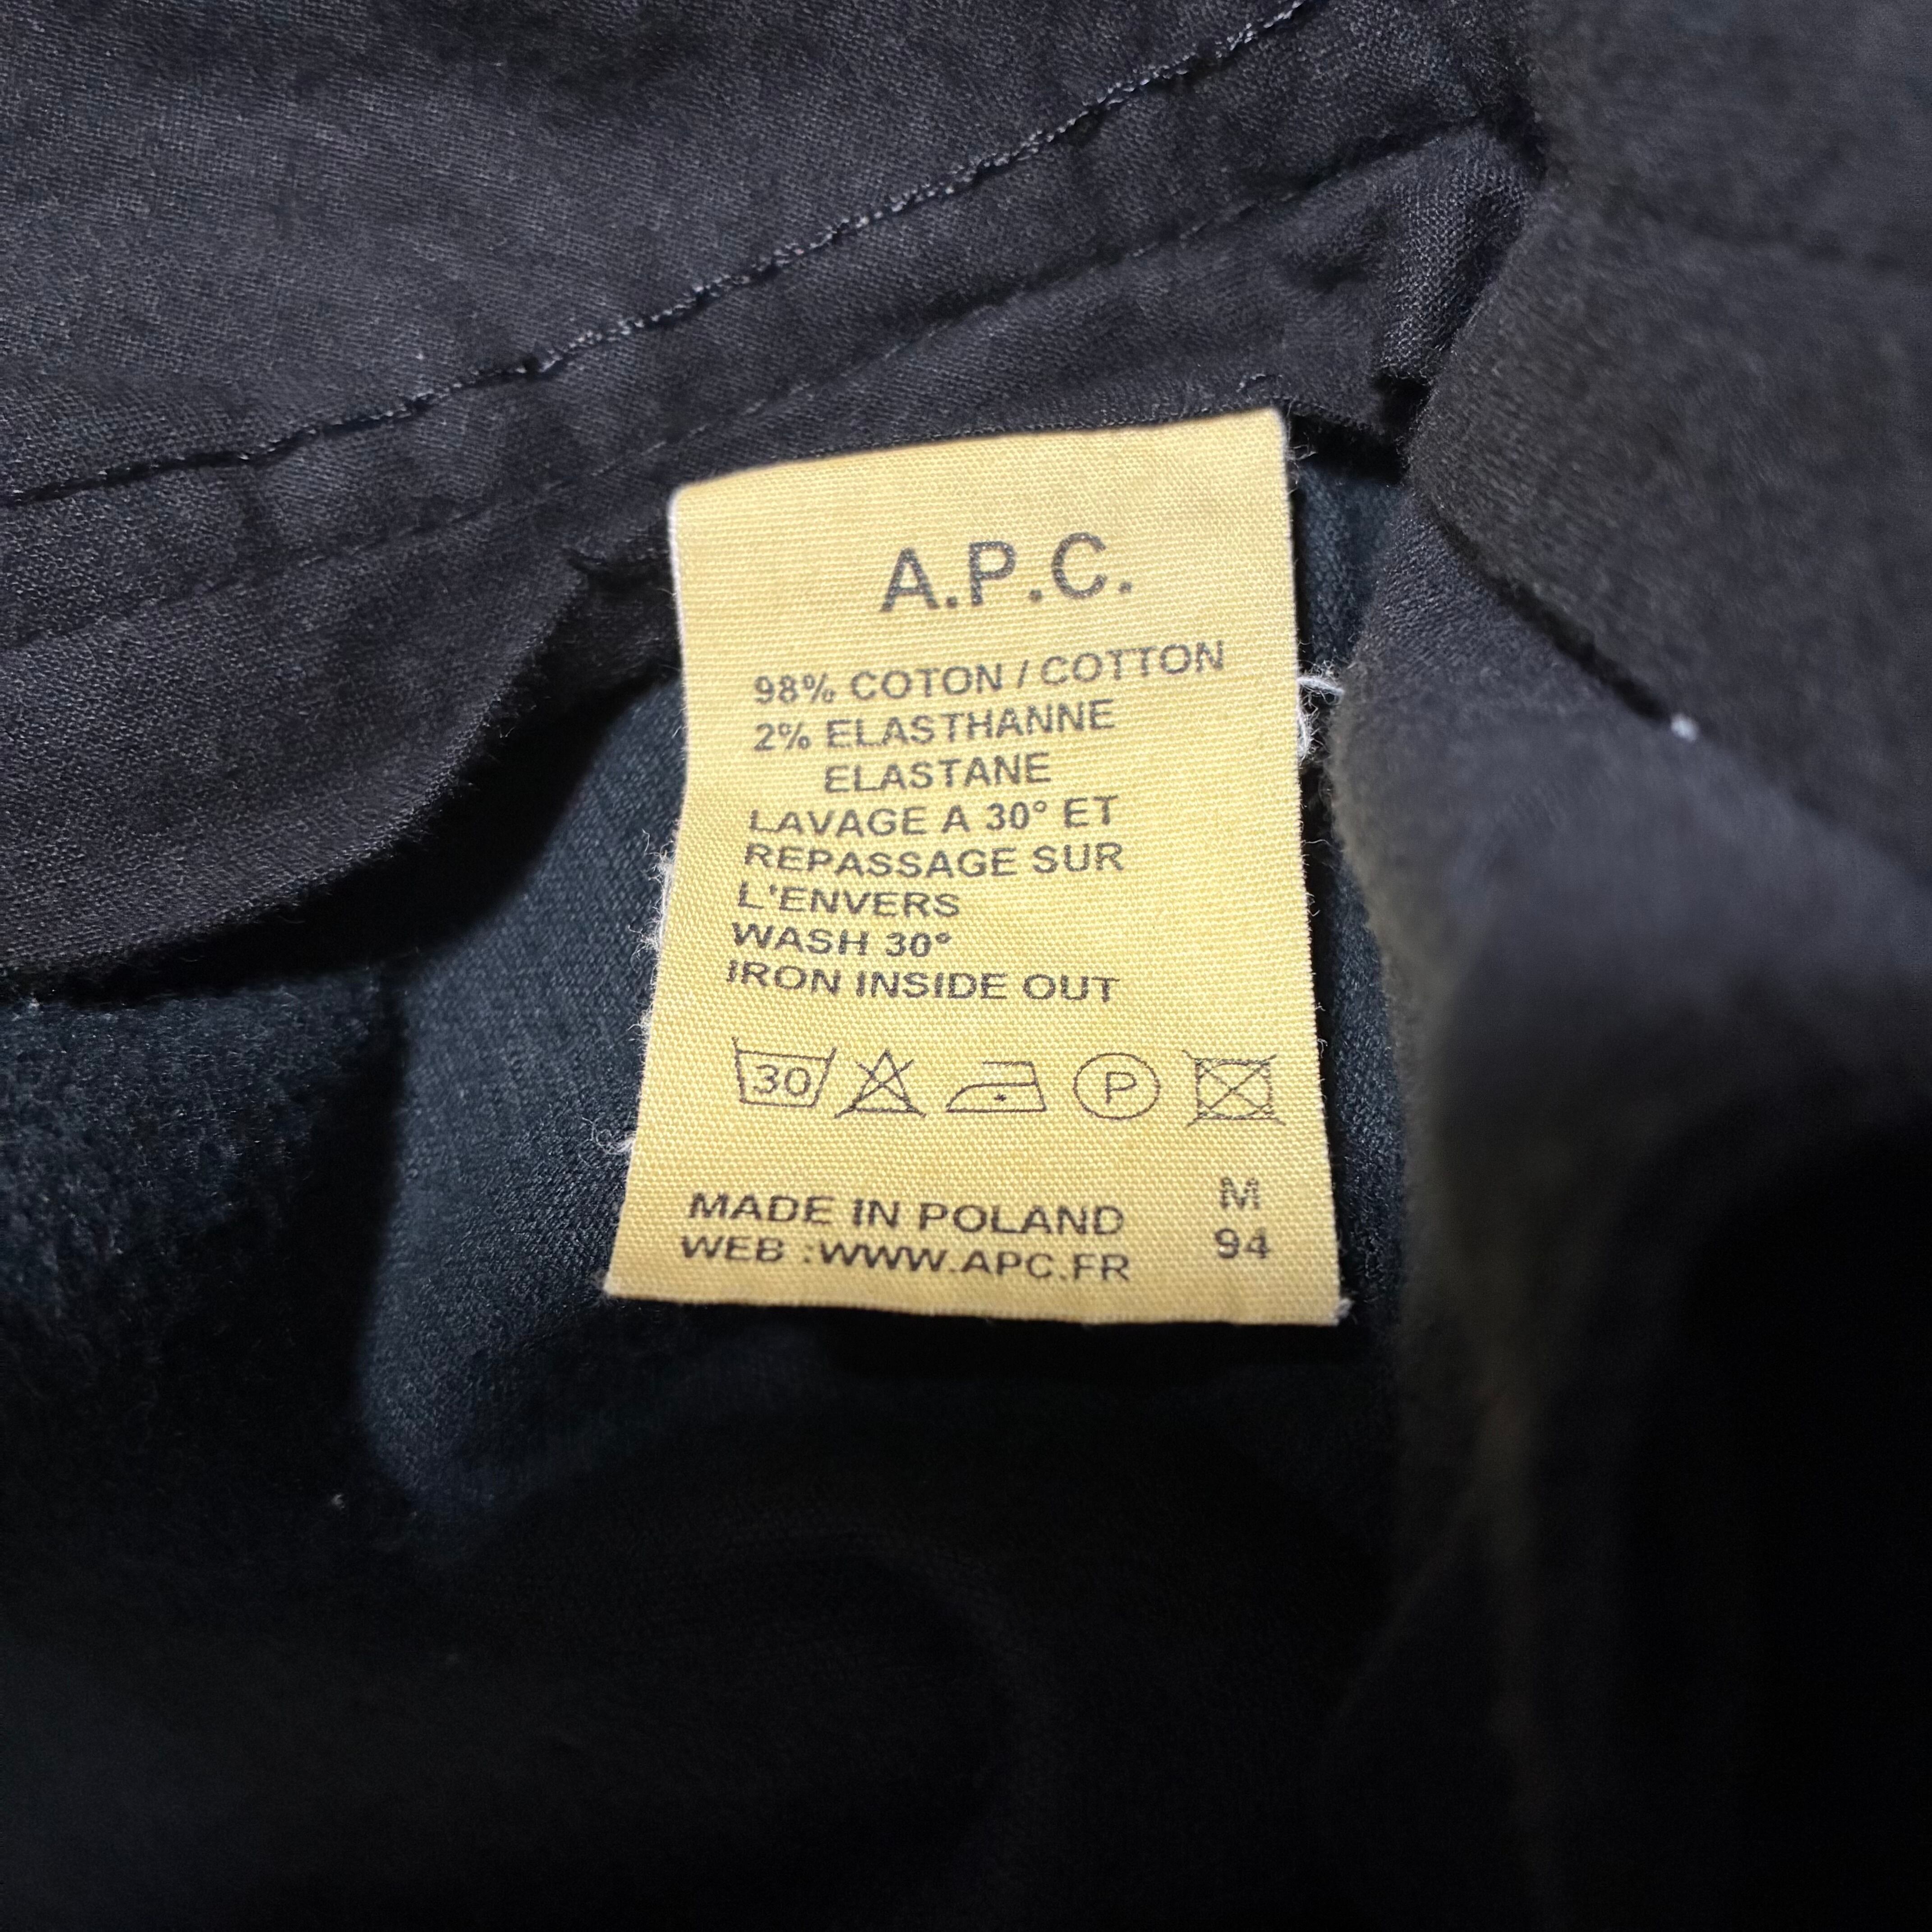 A.P.C.
98% COTON / COTTON
2% ELASTHANNE
ELASTANE
LAVAGE A 30° ET
REPASSAGE SUR
L'ENVERS
WASH 30°
IRON INSIDE OUT
30 P
MADE IN POLAND M
WEB :WWW.APC.FR 94